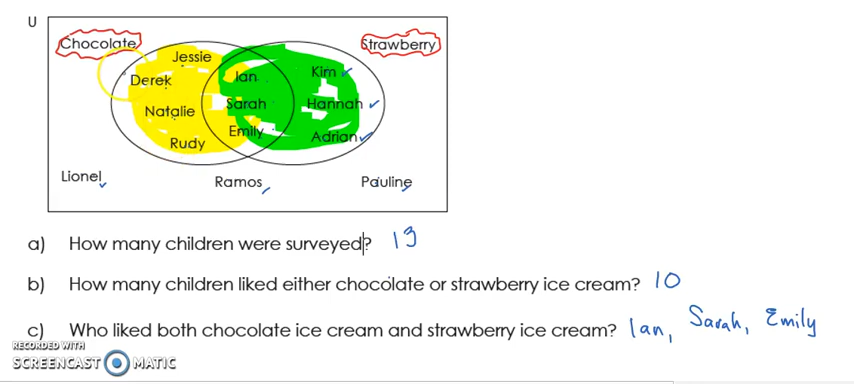 U
Chocolate
Strawberry
Jessie
Ian
Kim
Derek
Sarah
Hannah
Natalie
Emily
Adrian
Rudy
Lionel
Ramos
Pauline
a) How many children were surveyed? 13
b) How many children liked either chocolate or strawberry ice cream? 10
c) Who liked both chocolate ice cream and strawberry ice cream? Ian, Sarah, Emily
RECORDED WITH
SCREENCAST MATIC